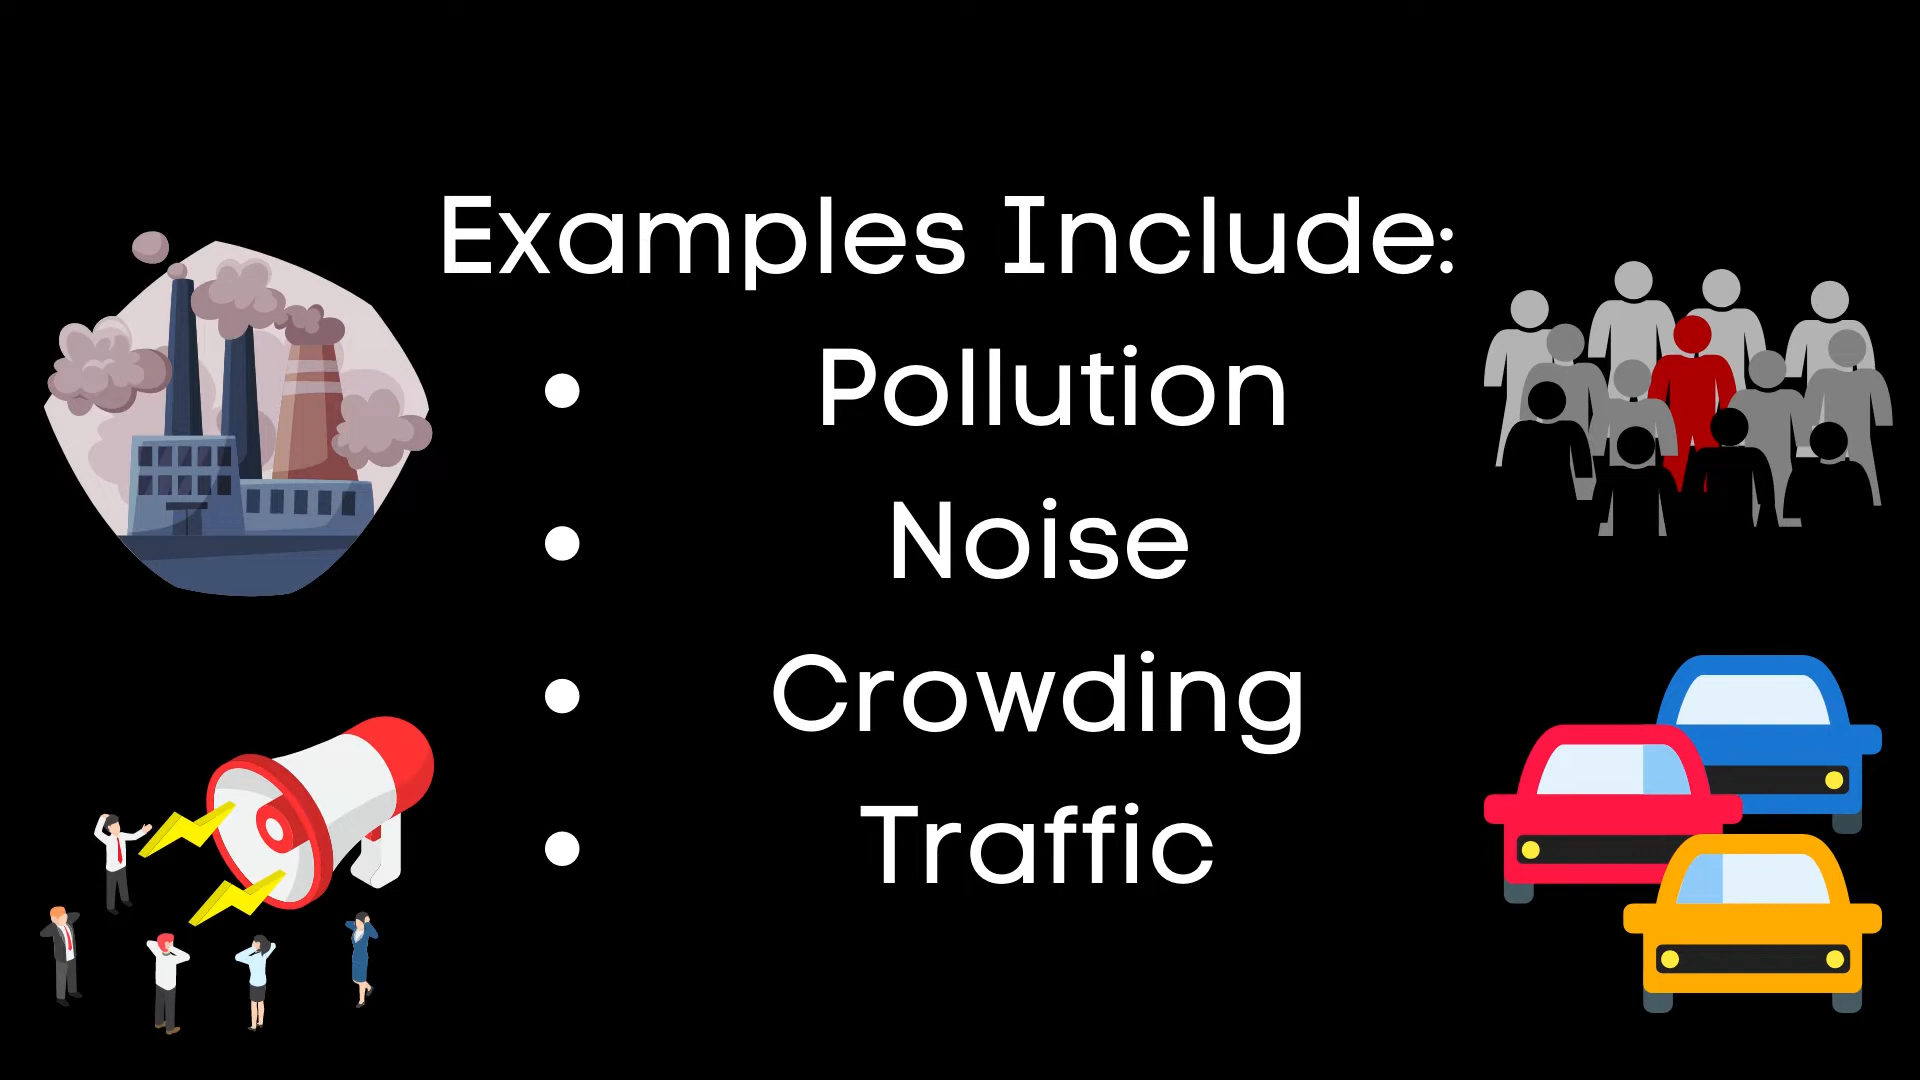 Examples Include:
• Pollution
• Noise
• Crowding
• Traffic